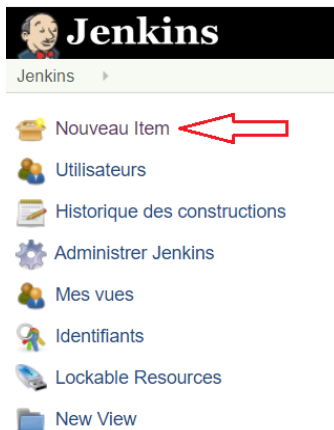 Jenkins
Jenkins
Nouveau Item
Utilisateurs
Historique des constructions
Administrer Jenkins
Mes vues
Identifiants
Lockable Resources
New View